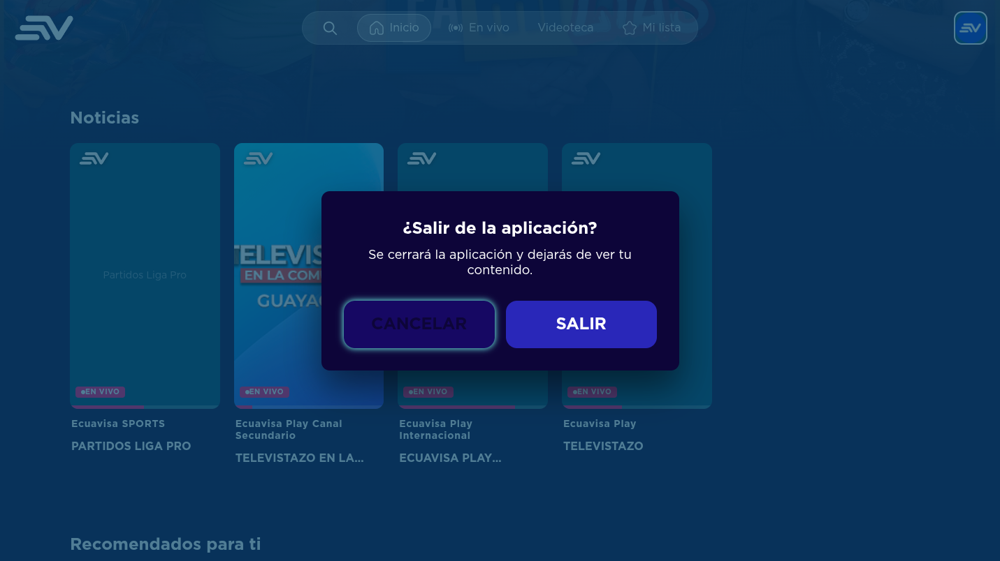 Inicio
En vivo
Videoteca
Mi lista
Noticias
Partidos Liga Pro
EN LA COM
GUAYA
¿Salir de la aplicación?
Se cerrará la aplicación y dejarás de ver tu
contenido.
CANCELAR
SALIR
EN VIVO
EN VIVO
EN VIVO
EN VIVO
Ecuavisa SPORTS
PARTIDOS LIGA PRO
Ecuavisa Play Canal
Secundario
TELEVISTAZO EN LA...
Ecuavisa Play
Internacional
ECUAVISA PLAY...
Ecuavisa Play
TELEVISTAZO
Recomendados para ti